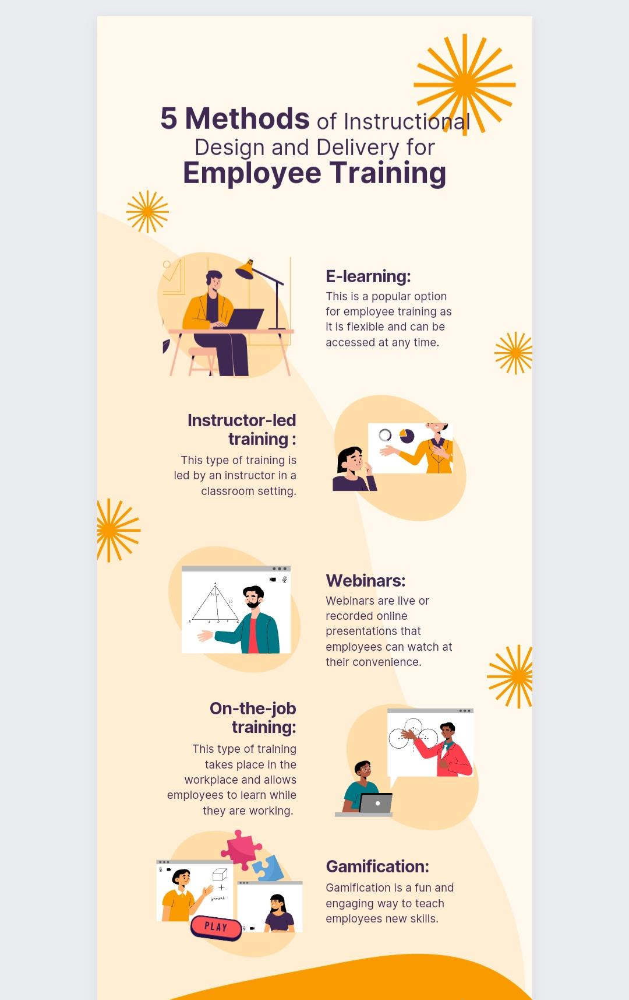 5 Methods of Instructional
Design and Delivery for
Employee Training
E-learning:
This is a popular option
for employee training as
it is flexible and can be
accessed at any time.
Instructor-led
training :
This type of training is
led by an instructor in a
classroom setting.
Webinars:
Webinars are live or
recorded online
presentations that
employees can watch at
their convenience.
On-the-job
training:
This type of training
takes place in the
workplace and allows
employees to learn while
they are working.
Gamification:
Gamification is a fun and
engaging way to teach
employees new skills.
PLAY